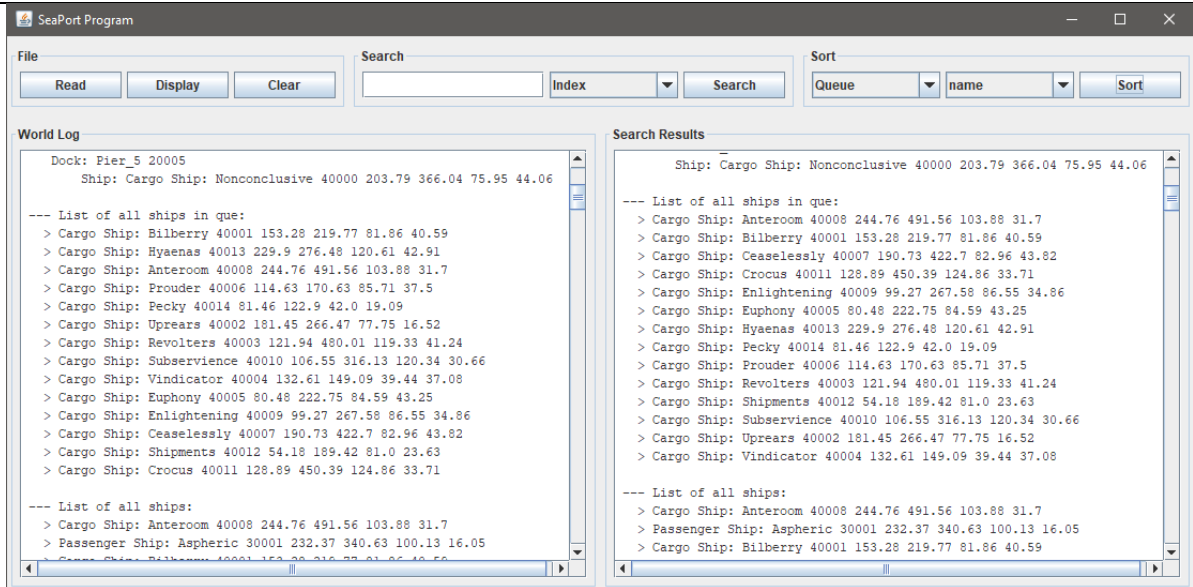 SeaPort Program
File
Search
Sort
Read
Display
Clear
Index
Search
Queue
name
Sort
World Log
Dock: Pier_5 20005
Ship: Cargo Ship: Nonconclusive 40000 203.79 366.04 75.95 44.06
--- List of all ships in que:
> Cargo Ship: Bilberry 40001 153.28 219.77 81.86 40.59
> Cargo Ship: Hyaenas 40013 229.9 276.48 120.61 42.91
> Cargo Ship: Anteroom 40008 244.76 491.56 103.88 31.7
> Cargo Ship: Prouder 40006 114.63 170.63 85.71 37.5
> Cargo Ship: Pecky 40014 81.46 122.9 42.0 19.09
> Cargo Ship: Uprears 40002 181.45 266.47 77.75 16.52
> Cargo Ship: Revolters 40003 121.94 480.01 119.33 41.24
> Cargo Ship: Subservience 40010 106.55 316.13 120.34 30.66
> Cargo Ship: Vindicator 40004 132.61 149.09 39.44 37.08
> Cargo Ship: Euphony 40005 80.48 222.75 84.59 43.25
> Cargo Ship: Enlightening 40009 99.27 267.58 86.55 34.86
> Cargo Ship: Ceaselessly 40007 190.73 422.7 82.96 43.82
> Cargo Ship: Shipments 40012 54.18 189.42 81.0 23.63
> Cargo Ship: Crocus 40011 128.89 450.39 124.86 33.71
--- List of all ships:
> Cargo Ship: Anteroom 40008 244.76 491.56 103.88 31.7
> Passenger Ship: Aspheric 30001 232.37 340.63 100.13 16.05
> Cargo Ship: Bilberry 40001 153.28 219.77 81.86 40.59
Search Results
Ship: Cargo Ship: Nonconclusive 40000 203.79 366.04 75.95 44.06
--- List of all ships in que:
> Cargo Ship: Anteroom 40008 244.76 491.56 103.88 31.7
> Cargo Ship: Bilberry 40001 153.28 219.77 81.86 40.59
> Cargo Ship: Ceaselessly 40007 190.73 422.7 82.96 43.82
> Cargo Ship: Crocus 40011 128.89 450.39 124.86 33.71
> Cargo Ship: Enlightening 40009 99.27 267.58 86.55 34.86
> Cargo Ship: Euphony 40005 80.48 222.75 84.59 43.25
> Cargo Ship: Hyaenas 40013 229.9 276.48 120.61 42.91
> Cargo Ship: Pecky 40014 81.46 122.9 42.0 19.09
> Cargo Ship: Prouder 40006 114.63 170.63 85.71 37.5
> Cargo Ship: Revolters 40003 121.94 480.01 119.33 41.24
> Cargo Ship: Shipments 40012 54.18 189.42 81.0 23.63
> Cargo Ship: Subservience 40010 106.55 316.13 120.34 30.66
> Cargo Ship: Uprears 40002 181.45 266.47 77.75 16.52
> Cargo Ship: Vindicator 40004 132.61 149.09 39.44 37.08
--- List of all ships:
> Cargo Ship: Anteroom 40008 244.76 491.56 103.88 31.7
> Passenger Ship: Aspheric 30001 232.37 340.63 100.13 16.05
> Cargo Ship: Bilberry 40001 153.28 219.77 81.86 40.59